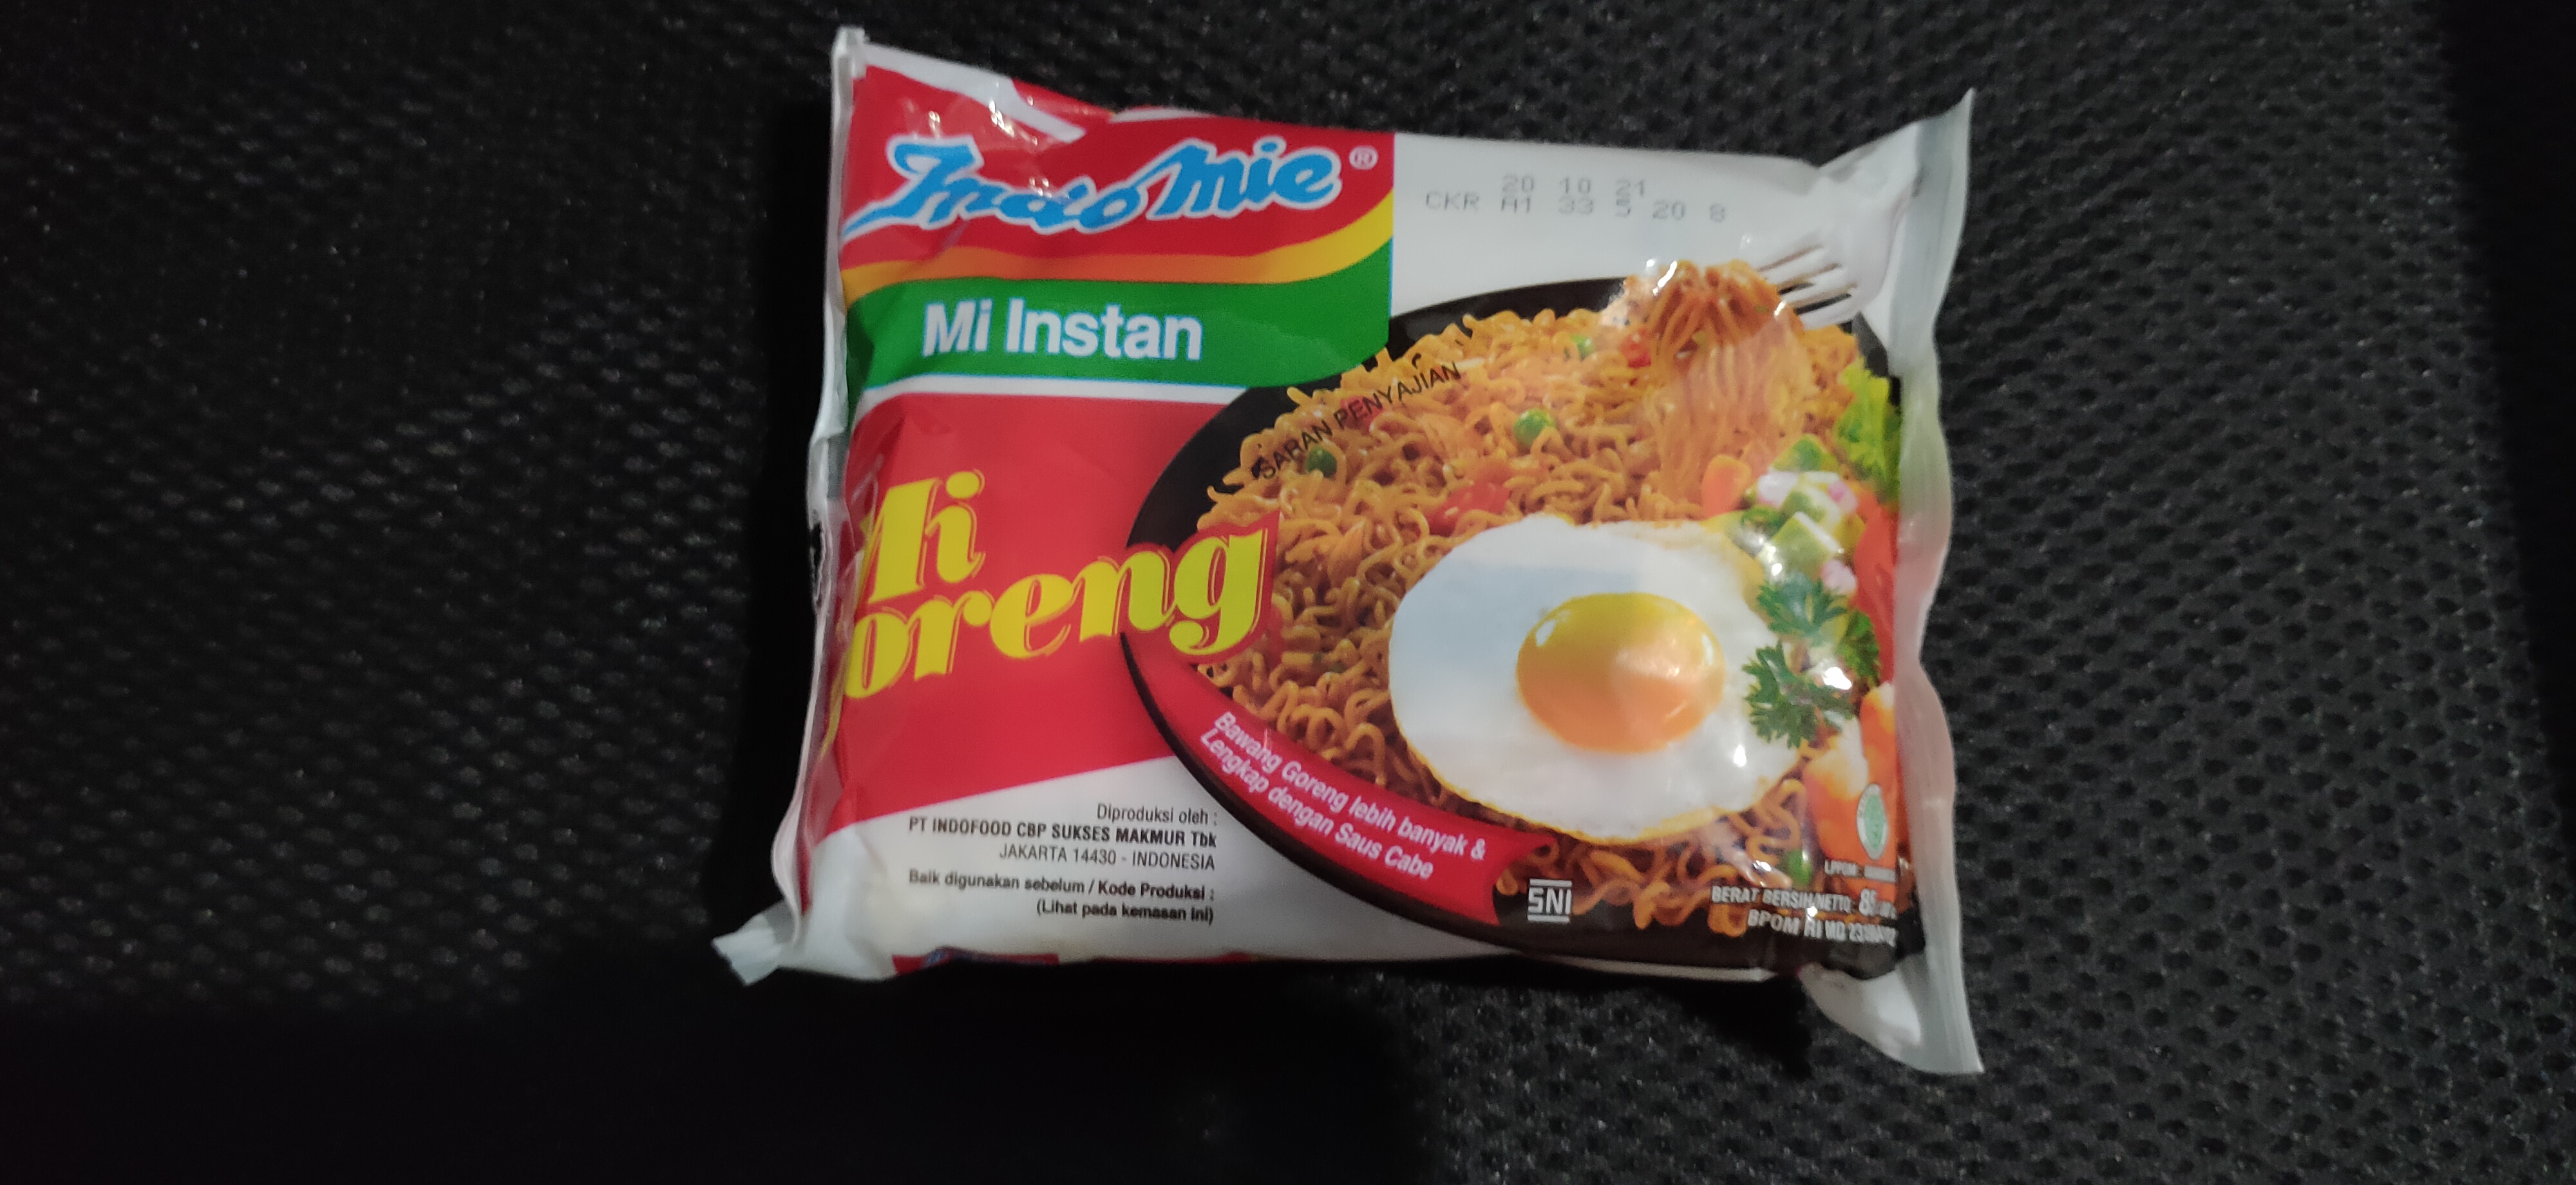 Indomie®
20 10 21
CKR A1 33 5 20 8
Mi Instan
SARAN PENYAJIAN
Mi
goreng
Bawang Goreng lebih banyak &
Lengkap dengan Saus Cabe
Diproduksi oleh :
PT INDOFOOD CBP SUKSES MAKMUR Tbk
JAKARTA 14430 - INDONESIA
Baik digunakan sebelum / Kode Produksi :
(Lihat pada kemasan ini)
SNI
BERAT BERSIH/NETTO
BPOM RI MD